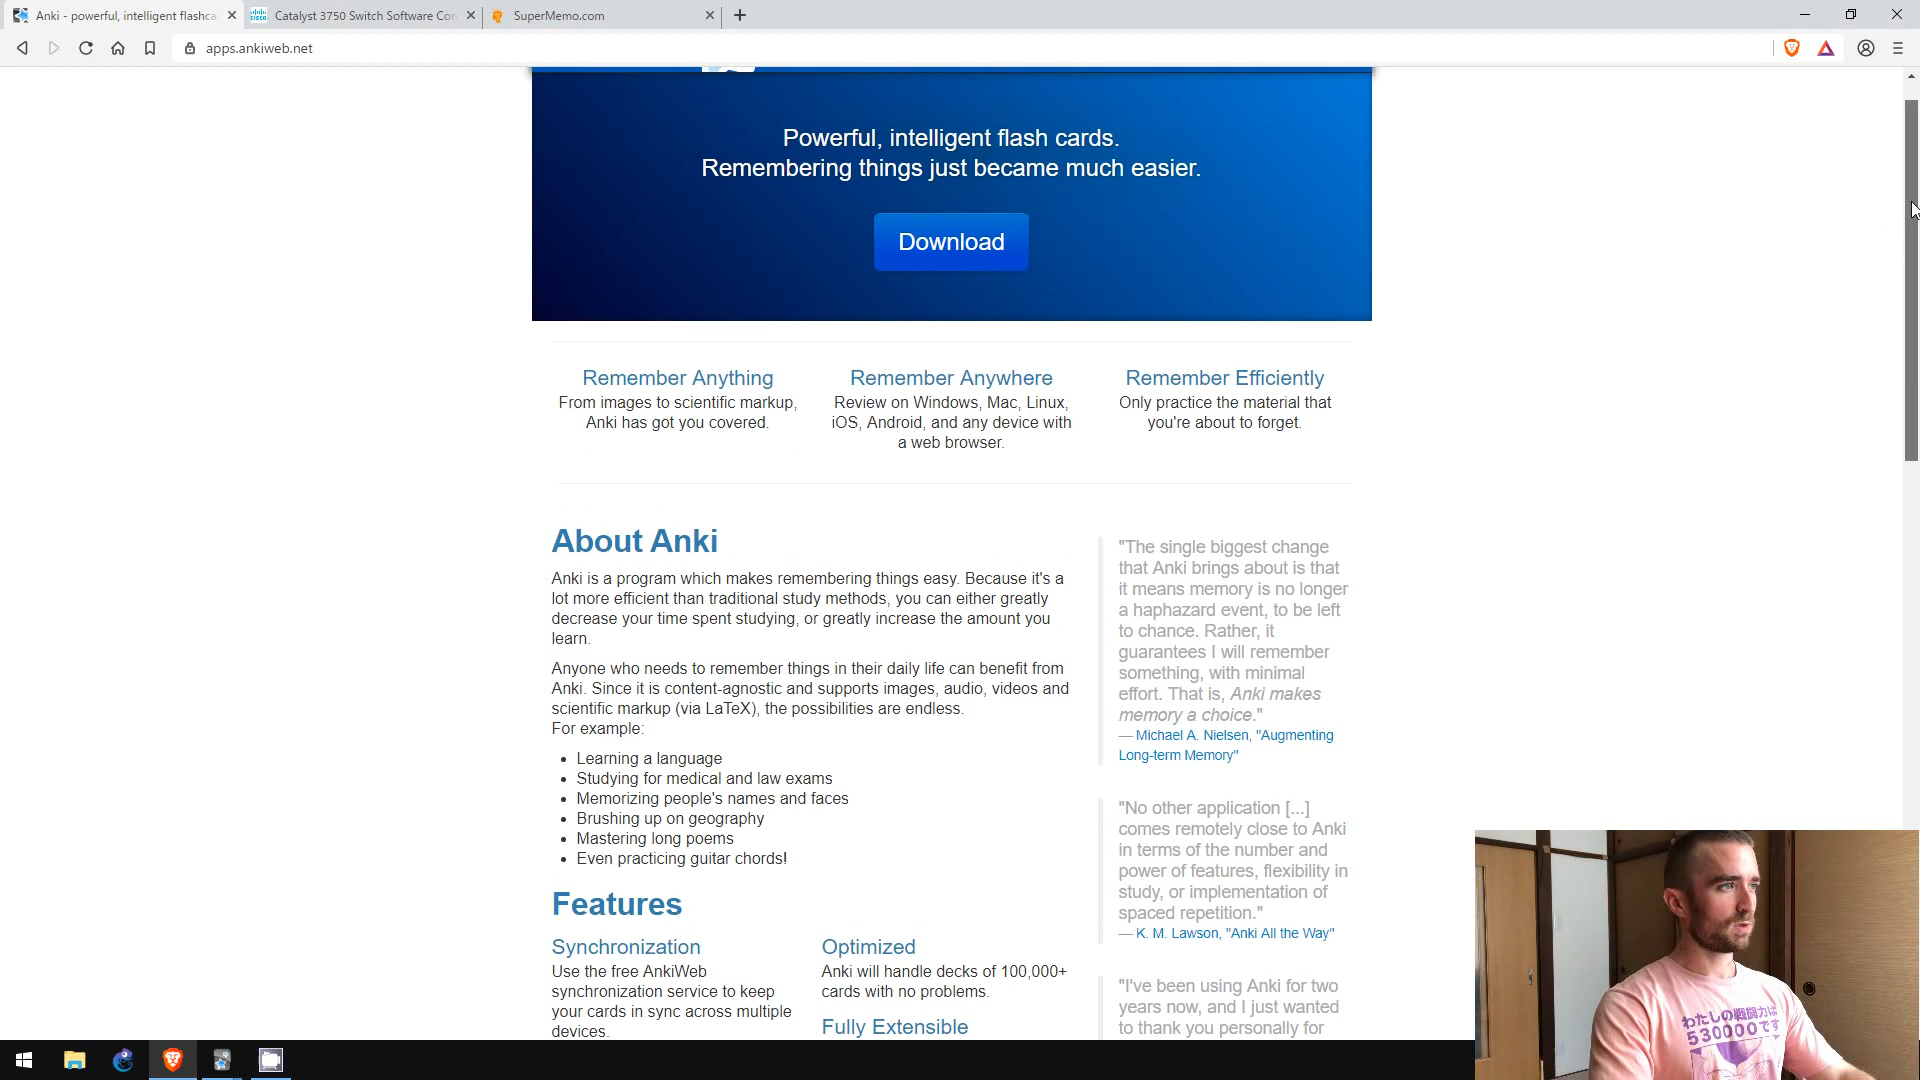 Anki - powerful, intelligent flashca
Catalyst 3750 Switch Software Con
SuperMemo.com
apps.ankiweb.net
Powerful, intelligent flash cards.
Remembering things just became much easier.
Download
Remember Anything
From images to scientific markup,
Anki has got you covered.
Remember Anywhere
Review on Windows, Mac, Linux,
iOS, Android, and any device with
a web browser.
Remember Efficiently
Only practice the material that
you're about to forget.
About Anki
Anki is a program which makes remembering things easy. Because it's a
lot more efficient than traditional study methods, you can either greatly
decrease your time spent studying, or greatly increase the amount you
learn.
Anyone who needs to remember things in their daily life can benefit from
Anki. Since it is content-agnostic and supports images, audio, videos and
scientific markup (via LaTeX), the possibilities are endless.
For example:
• Learning a language
• Studying for medical and law exams
• Memorizing people's names and faces
• Brushing up on geography
• Mastering long poems
• Even practicing guitar chords!
Features
Synchronization
Use the free AnkiWeb
synchronization service to keep
your cards in sync across multiple
devices.
Optimized
Anki will handle decks of 100,000+
cards with no problems.
Fully Extensible
"The single biggest change
that Anki brings about is that
it means memory is no longer
a haphazard event, to be left
to chance. Rather, it
guarantees I will remember
something, with minimal
effort. That is, Anki makes
memory a choice."
— Michael A. Nielsen, "Augmenting
Long-term Memory"
"No other application [...]
comes remotely close to Anki
in terms of the number and
power of features, flexibility in
study, or implementation of
spaced repetition."
— K. M. Lawson, "Anki All the Way"
"I've been using Anki for two
years now, and I just wanted
to thank you personally for
わたしの戦闘力は
530000です